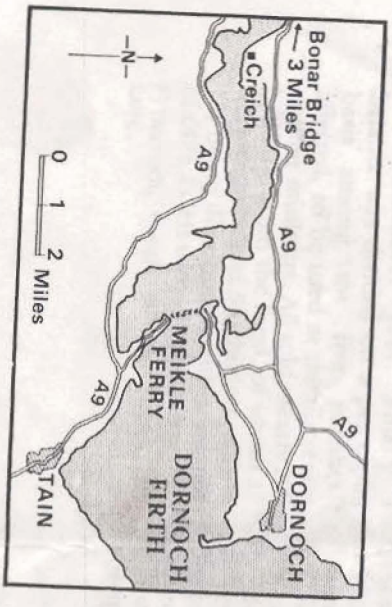 Bonar Bridge
3 Miles
Creich
A9
A9
A9
DORNOCH
MEIKLE
FERRY
DORNOCH
FIRTH
A9
TAIN
–N–
0 1 2 Miles